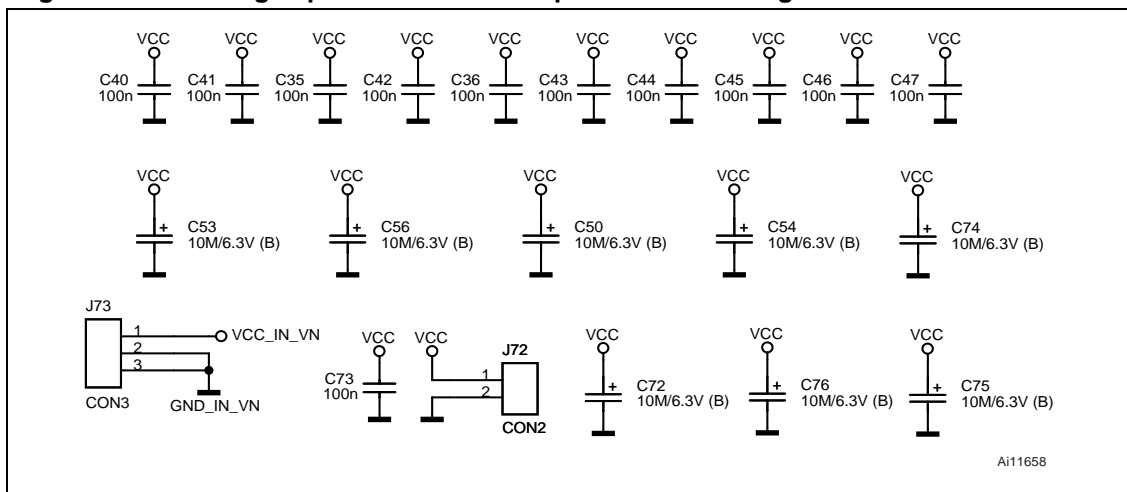 VCC VCC VCC VCC VCC VCC VCC VCC VCC VCC
C40 C41 C35 C42 C36 C43 C44 C45 C46 C47
100n 100n 100n 100n 100n 100n 100n 100n 100n 100n
VCC VCC VCC VCC VCC
+ C53 + C56 + C50 + C54 + C74
10M/6.3V (B) 10M/6.3V (B) 10M/6.3V (B) 10M/6.3V (B) 10M/6.3V (B)
J73
1 VCC_IN_VN
2
3
CON3
GND_IN_VN
VCC VCC
J72
C73
100n
1
2
CON2
VCC VCC VCC
+ C72 + C76 + C75
10M/6.3V (B) 10M/6.3V (B) 10M/6.3V (B)
Ai11658